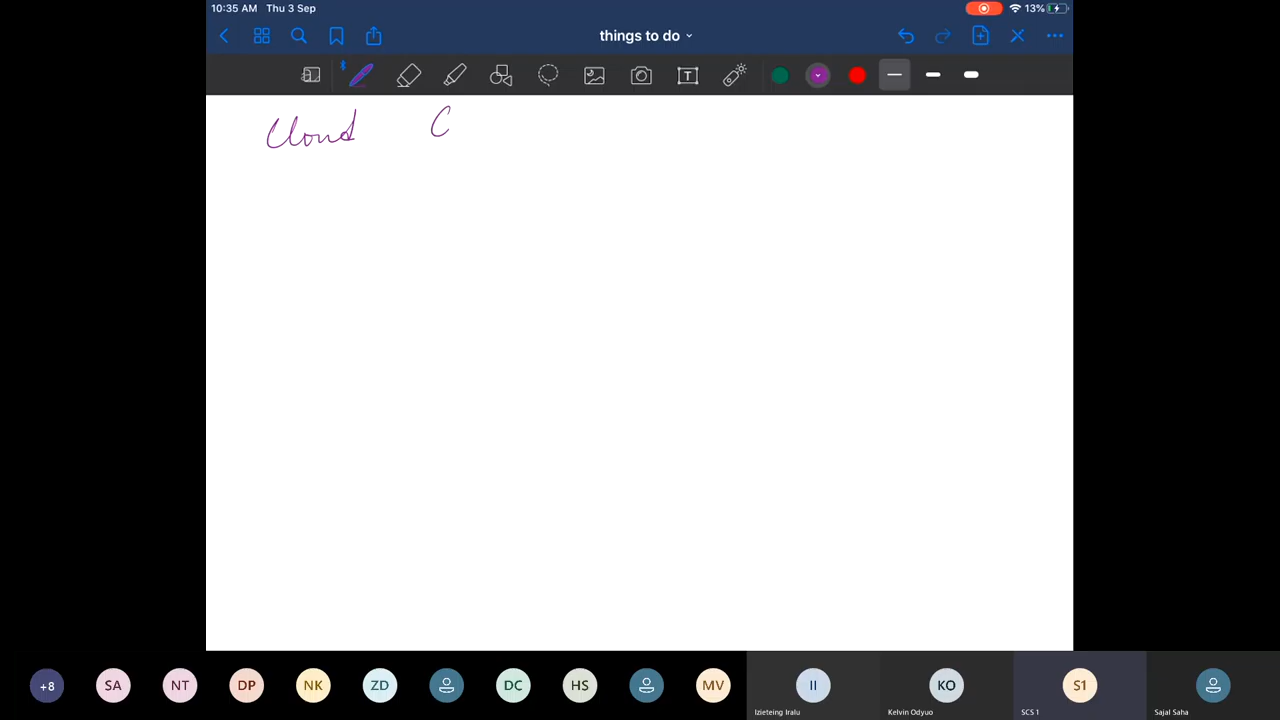 10:35 AM Thu 3 Sep 13%
things to do
T
Cloud C
+8 SA NT DP NK ZD DC HS MV II KO S1
Izieteing Iralu Kelvin Odyuo SCS 1 Sajal Saha